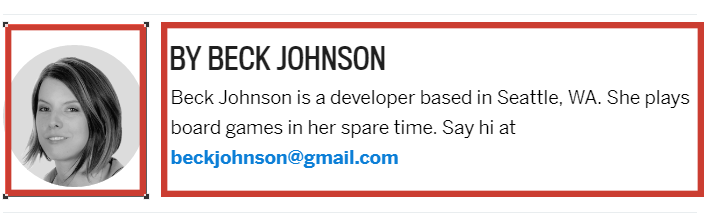 BY BECK JOHNSON
Beck Johnson is a developer based in Seattle, WA. She plays
board games in her spare time. Say hi at
beckjohnson@gmail.com